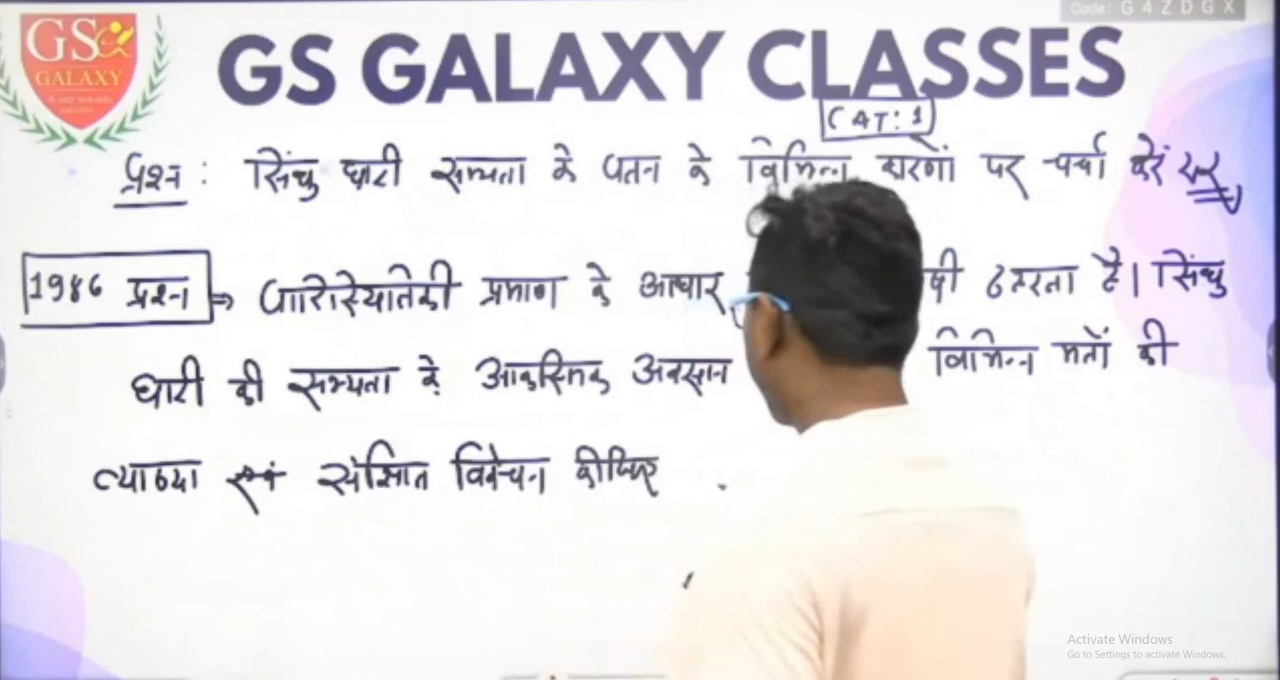 Code: G4ZDGX
GS
GALAXY
GS GALAXY CLASSES
CAT: 1
प्रश्न : सिंधु घाटी सभ्यता के पतन के विभिन्न कारणों पर चर्चा करें
1986 प्रश्न ⇒ पारिस्थितिकी प्रमाण के आधार पी ठहरता है। सिंधु
घाटी की सभ्यता के आकस्मिक अवसान विभिन्न मतों की
व्याख्या एवं संक्षिप्त विवेचन कीजिए
Activate Windows
Go to Settings to activate Windows.